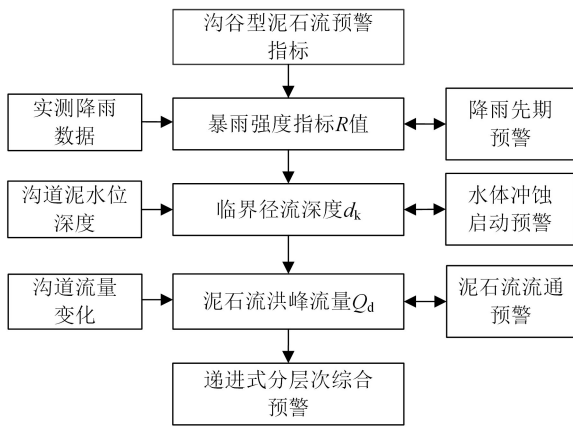 沟谷型泥石流预警
指标
实测降雨
数据
暴雨强度指标R值
降雨先期
预警
沟道泥水位
深度
临界径流深度dk
水体冲蚀
启动预警
沟道流量
变化
泥石流洪峰流量Qd
泥石流流通
预警
递进式分层次综合
预警